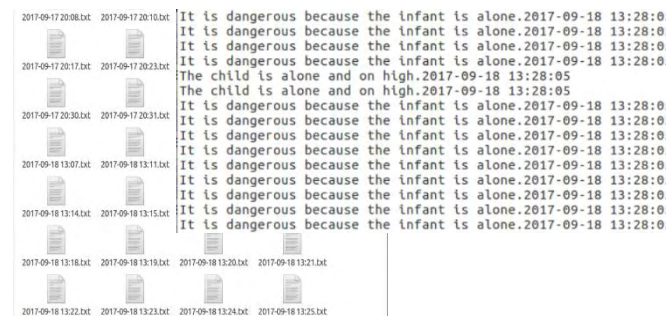 2017-09-17 20:08.txt 2017-09-17 20:10.txt
2017-09-17 20:17.txt 2017-09-17 20:23.txt
2017-09-17 20:30.txt 2017-09-17 20:31.txt
2017-09-18 13:07.txt 2017-09-18 13:11.txt
2017-09-18 13:14.txt 2017-09-18 13:15.txt
2017-09-18 13:18.txt 2017-09-18 13:19.txt 2017-09-18 13:20.txt 2017-09-18 13:21.txt
2017-09-18 13:22.txt 2017-09-18 13:23.txt 2017-09-18 13:24.txt 2017-09-18 13:25.txt
It is dangerous because the infant is alone.2017-09-18 13:28:0
It is dangerous because the infant is alone.2017-09-18 13:28:0
It is dangerous because the infant is alone.2017-09-18 13:28:0
It is dangerous because the infant is alone.2017-09-18 13:28:0
The child is alone and on high.2017-09-18 13:28:05
The child is alone and on high.2017-09-18 13:28:05
It is dangerous because the infant is alone.2017-09-18 13:28:0
It is dangerous because the infant is alone.2017-09-18 13:28:0
It is dangerous because the infant is alone.2017-09-18 13:28:0
It is dangerous because the infant is alone.2017-09-18 13:28:0
It is dangerous because the infant is alone.2017-09-18 13:28:0
It is dangerous because the infant is alone.2017-09-18 13:28:0
It is dangerous because the infant is alone.2017-09-18 13:28:0
It is dangerous because the infant is alone.2017-09-18 13:28:0
It is dangerous because the infant is alone.2017-09-18 13:28:0